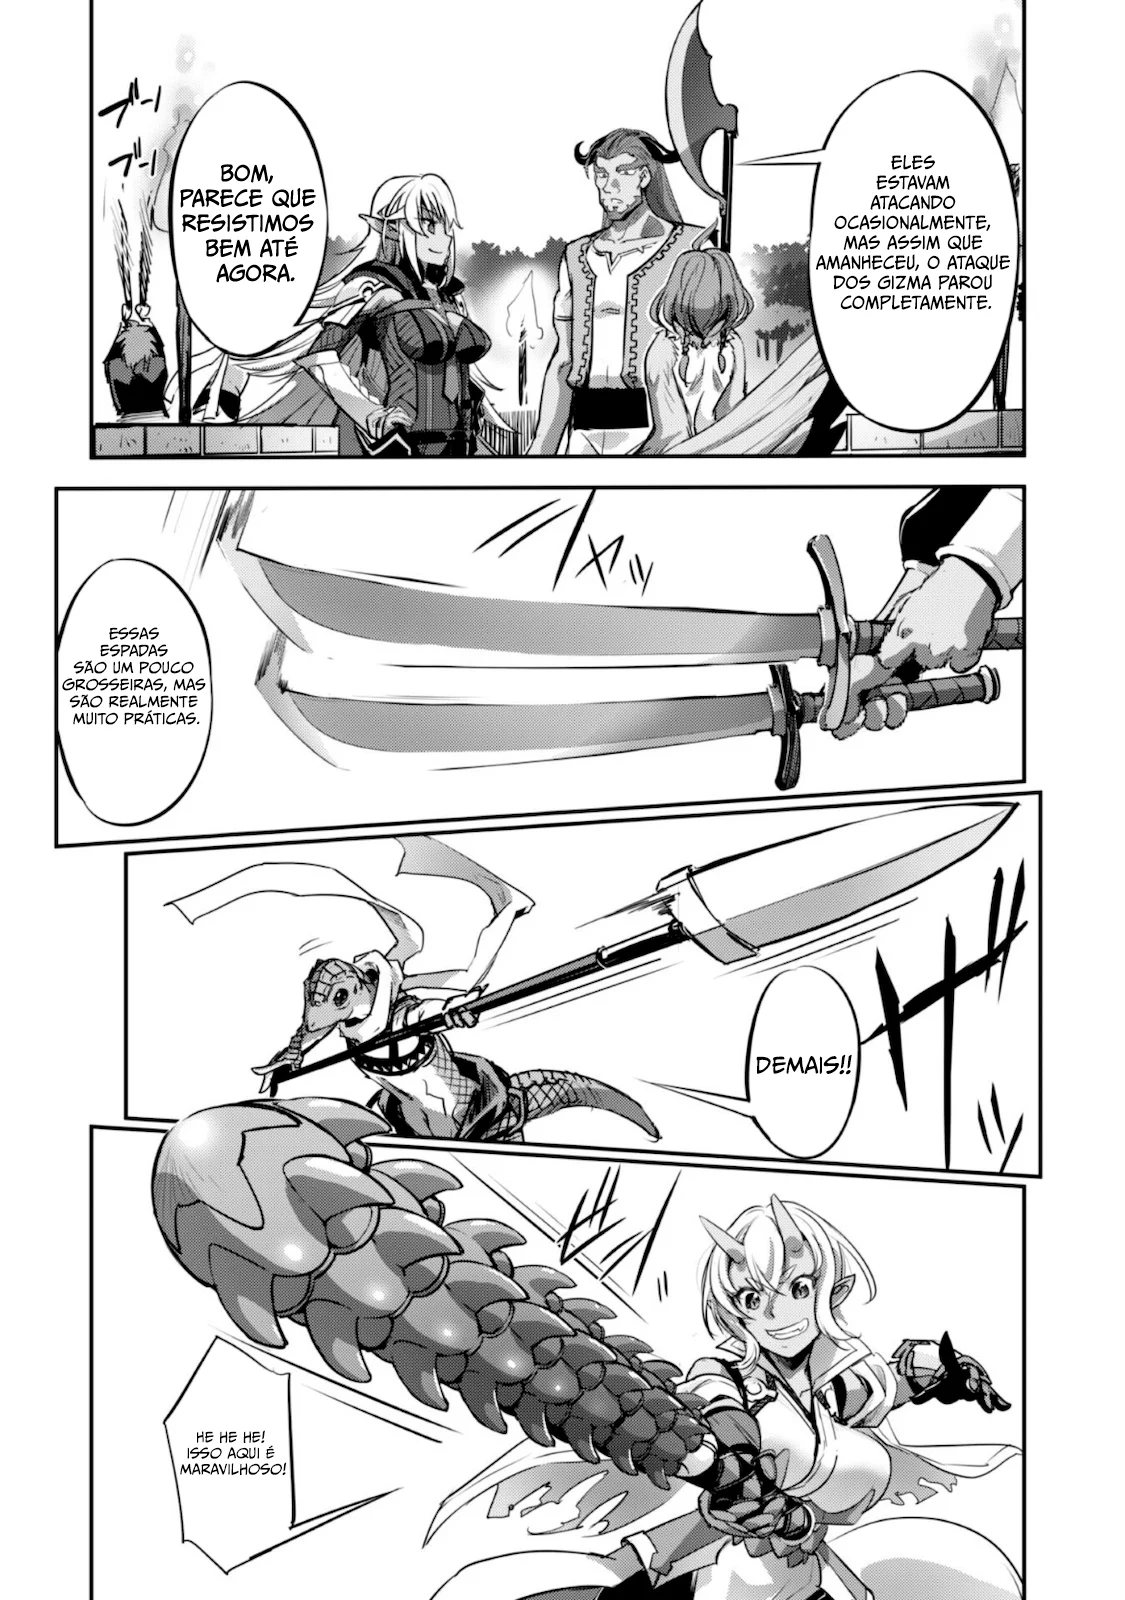 ELES
ESTAVAM
ATACANDO
OCASIONALMENTE,
MAS ASSIM QUE
AMANHECEU, O ATAQUE
DOS GIZMA PAROU
COMPLETAMENTE.
BOM,
PARECE QUE
RESISTIMOS
BEM ATÉ
AGORA.
ESSAS
ESPADAS
SÃO UM POUCO
GROSSEIRAS, MAS
SÃO REALMENTE
MUITO PRÁTICAS.
DEMAIS!!
HE HE HE!
ISSO AQUI É
MARAVILHOSO!